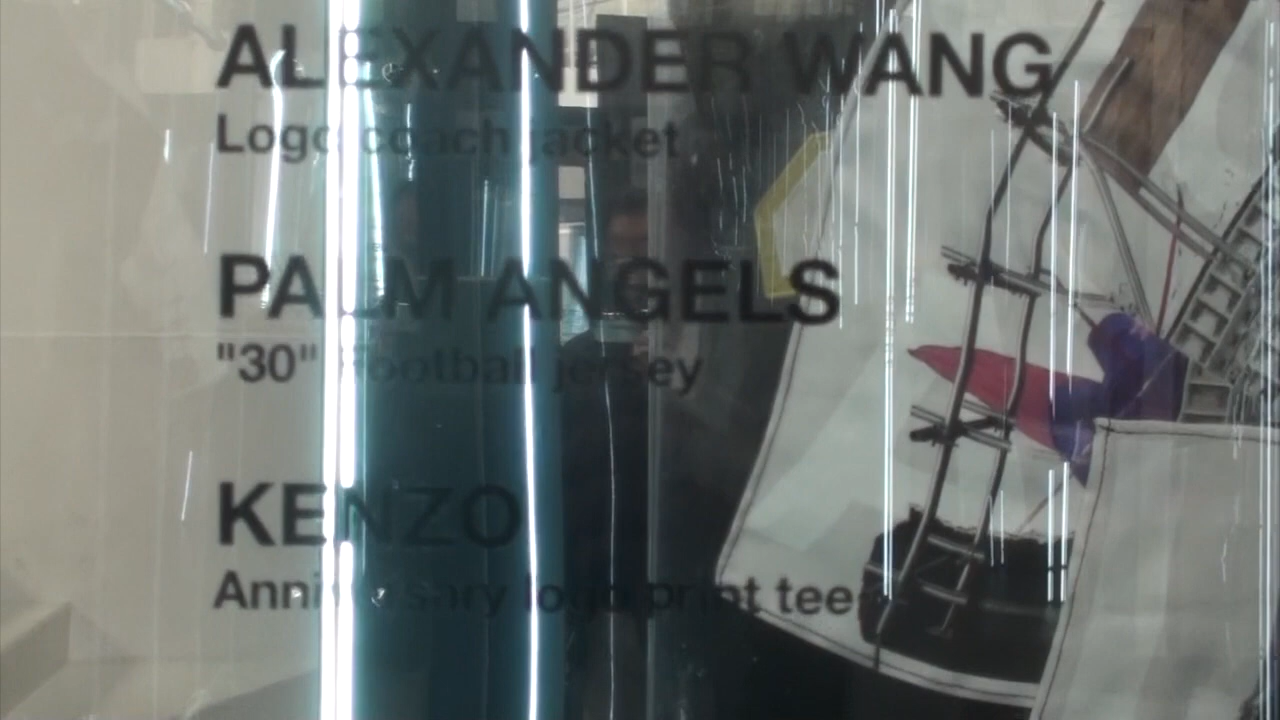 ALEXANDER WANG
Logo coach jacket
PALM ANGELS
"30" Football jersey
KENZO
Anniversary logo print tee